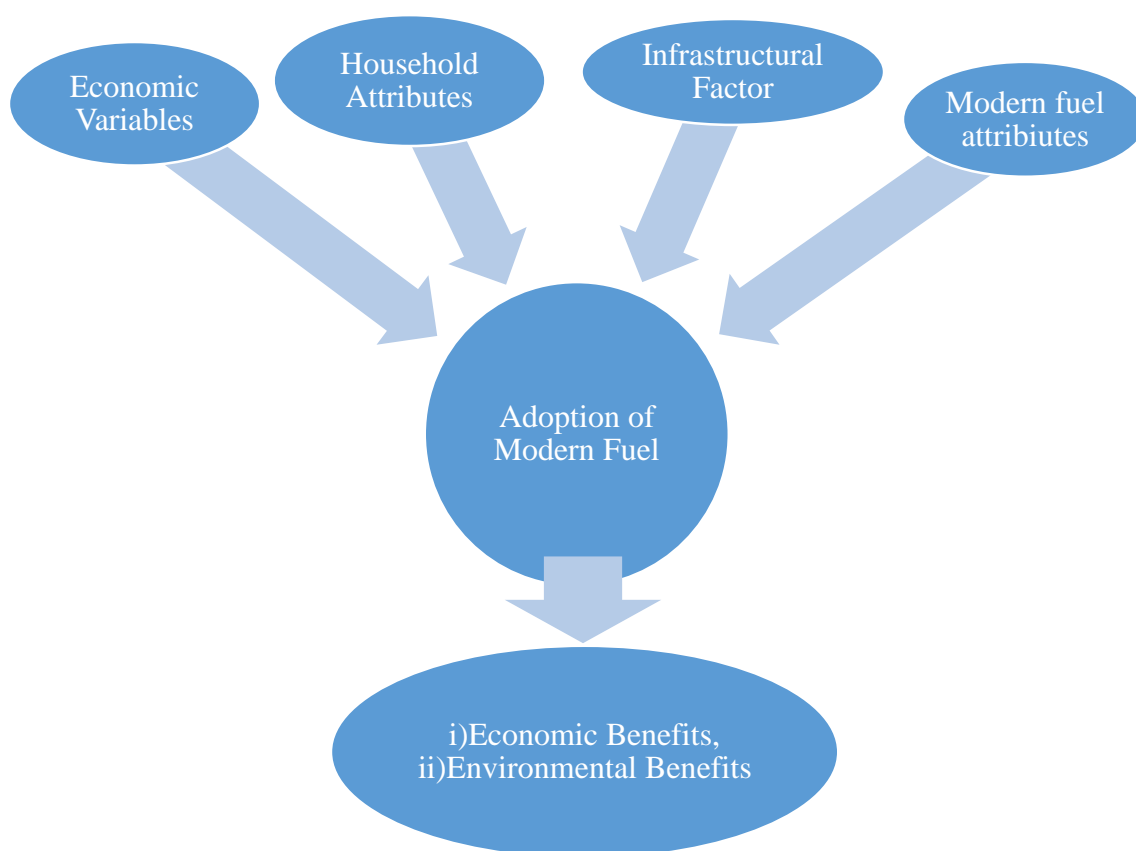 Economic
Variables
Household
Attributes
Infrastructural
Factor
Modern fuel
attribiutes
Adoption of
Modern Fuel
i)Economic Benefits,
ii)Environmental Benefits